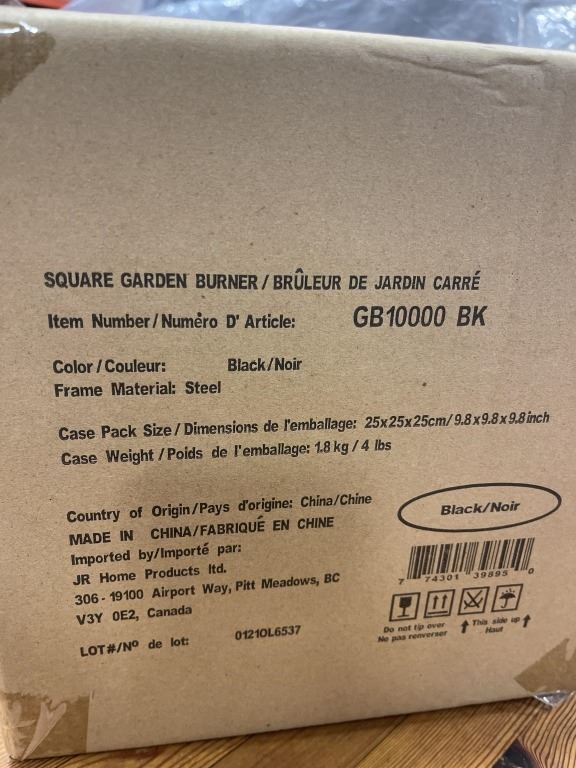 SQUARE GARDEN BURNER / BRÛLEUR DE JARDIN CARRÉ
Item Number / Numéro D' Article: GB10000 BK
Color / Couleur: Black/Noir
Frame Material: Steel
Case Pack Size / Dimensions de l'emballage: 25x25x25cm/ 9.8x9.8x9.8inch
Case Weight / Poids de l'emballage: 1.8 kg / 4 lbs
Country of Origin/Pays d'origine: China/Chine
MADE IN CHINA/FABRIQUÉ EN CHINE
Imported by/Importé par:
JR Home Products ltd.
306 - 19100 Airport Way, Pitt Meadows, BC
V3Y 0E2, Canada
LOT#/Nº de lot: 0121OL6537
Black/Noir
7 74301 39895 0
Do not tip over
Ne pas renverser
This side up
Haut